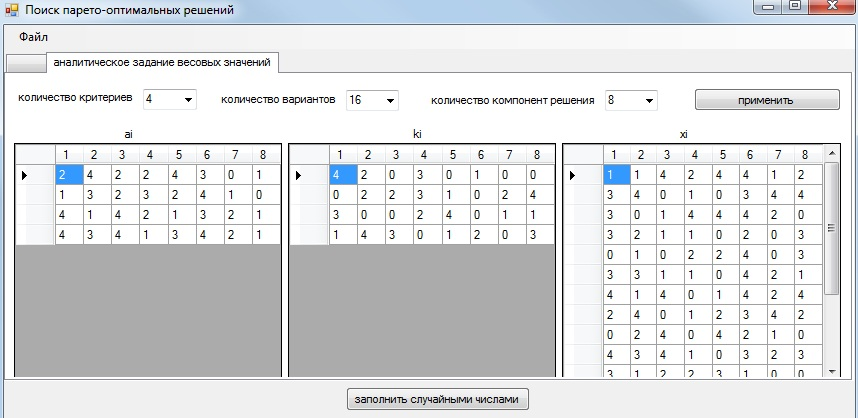 Поиск парето-оптимальных решений
Файл
аналитическое задание весовых значений
количество критериев 4 количество вариантов 16 количество компонент решения 8 применить
ai ki xi
1 2 3 4 5 6 7 8 1 2 3 4 5 6 7 8 1 2 3 4 5 6 7 8
2 4 2 2 4 3 0 1 4 2 0 3 0 1 0 0 1 1 4 2 4 4 1 2
1 3 2 3 2 4 1 0 0 2 2 3 1 0 2 4 3 4 0 1 0 3 4 4
4 1 4 2 1 3 2 1 3 0 0 2 4 0 1 1 3 0 1 4 4 4 2 0
4 3 4 1 3 4 2 1 1 4 3 0 1 2 0 3 3 2 1 1 0 2 0 3
0 1 0 2 2 4 0 3
3 3 1 1 0 4 2 1
4 1 4 0 1 4 2 4
2 4 0 1 2 3 4 2
0 2 4 0 4 2 1 0
4 3 4 1 0 3 2 3
3 1 2 2 3 1 0 0
заполнить случайными числами